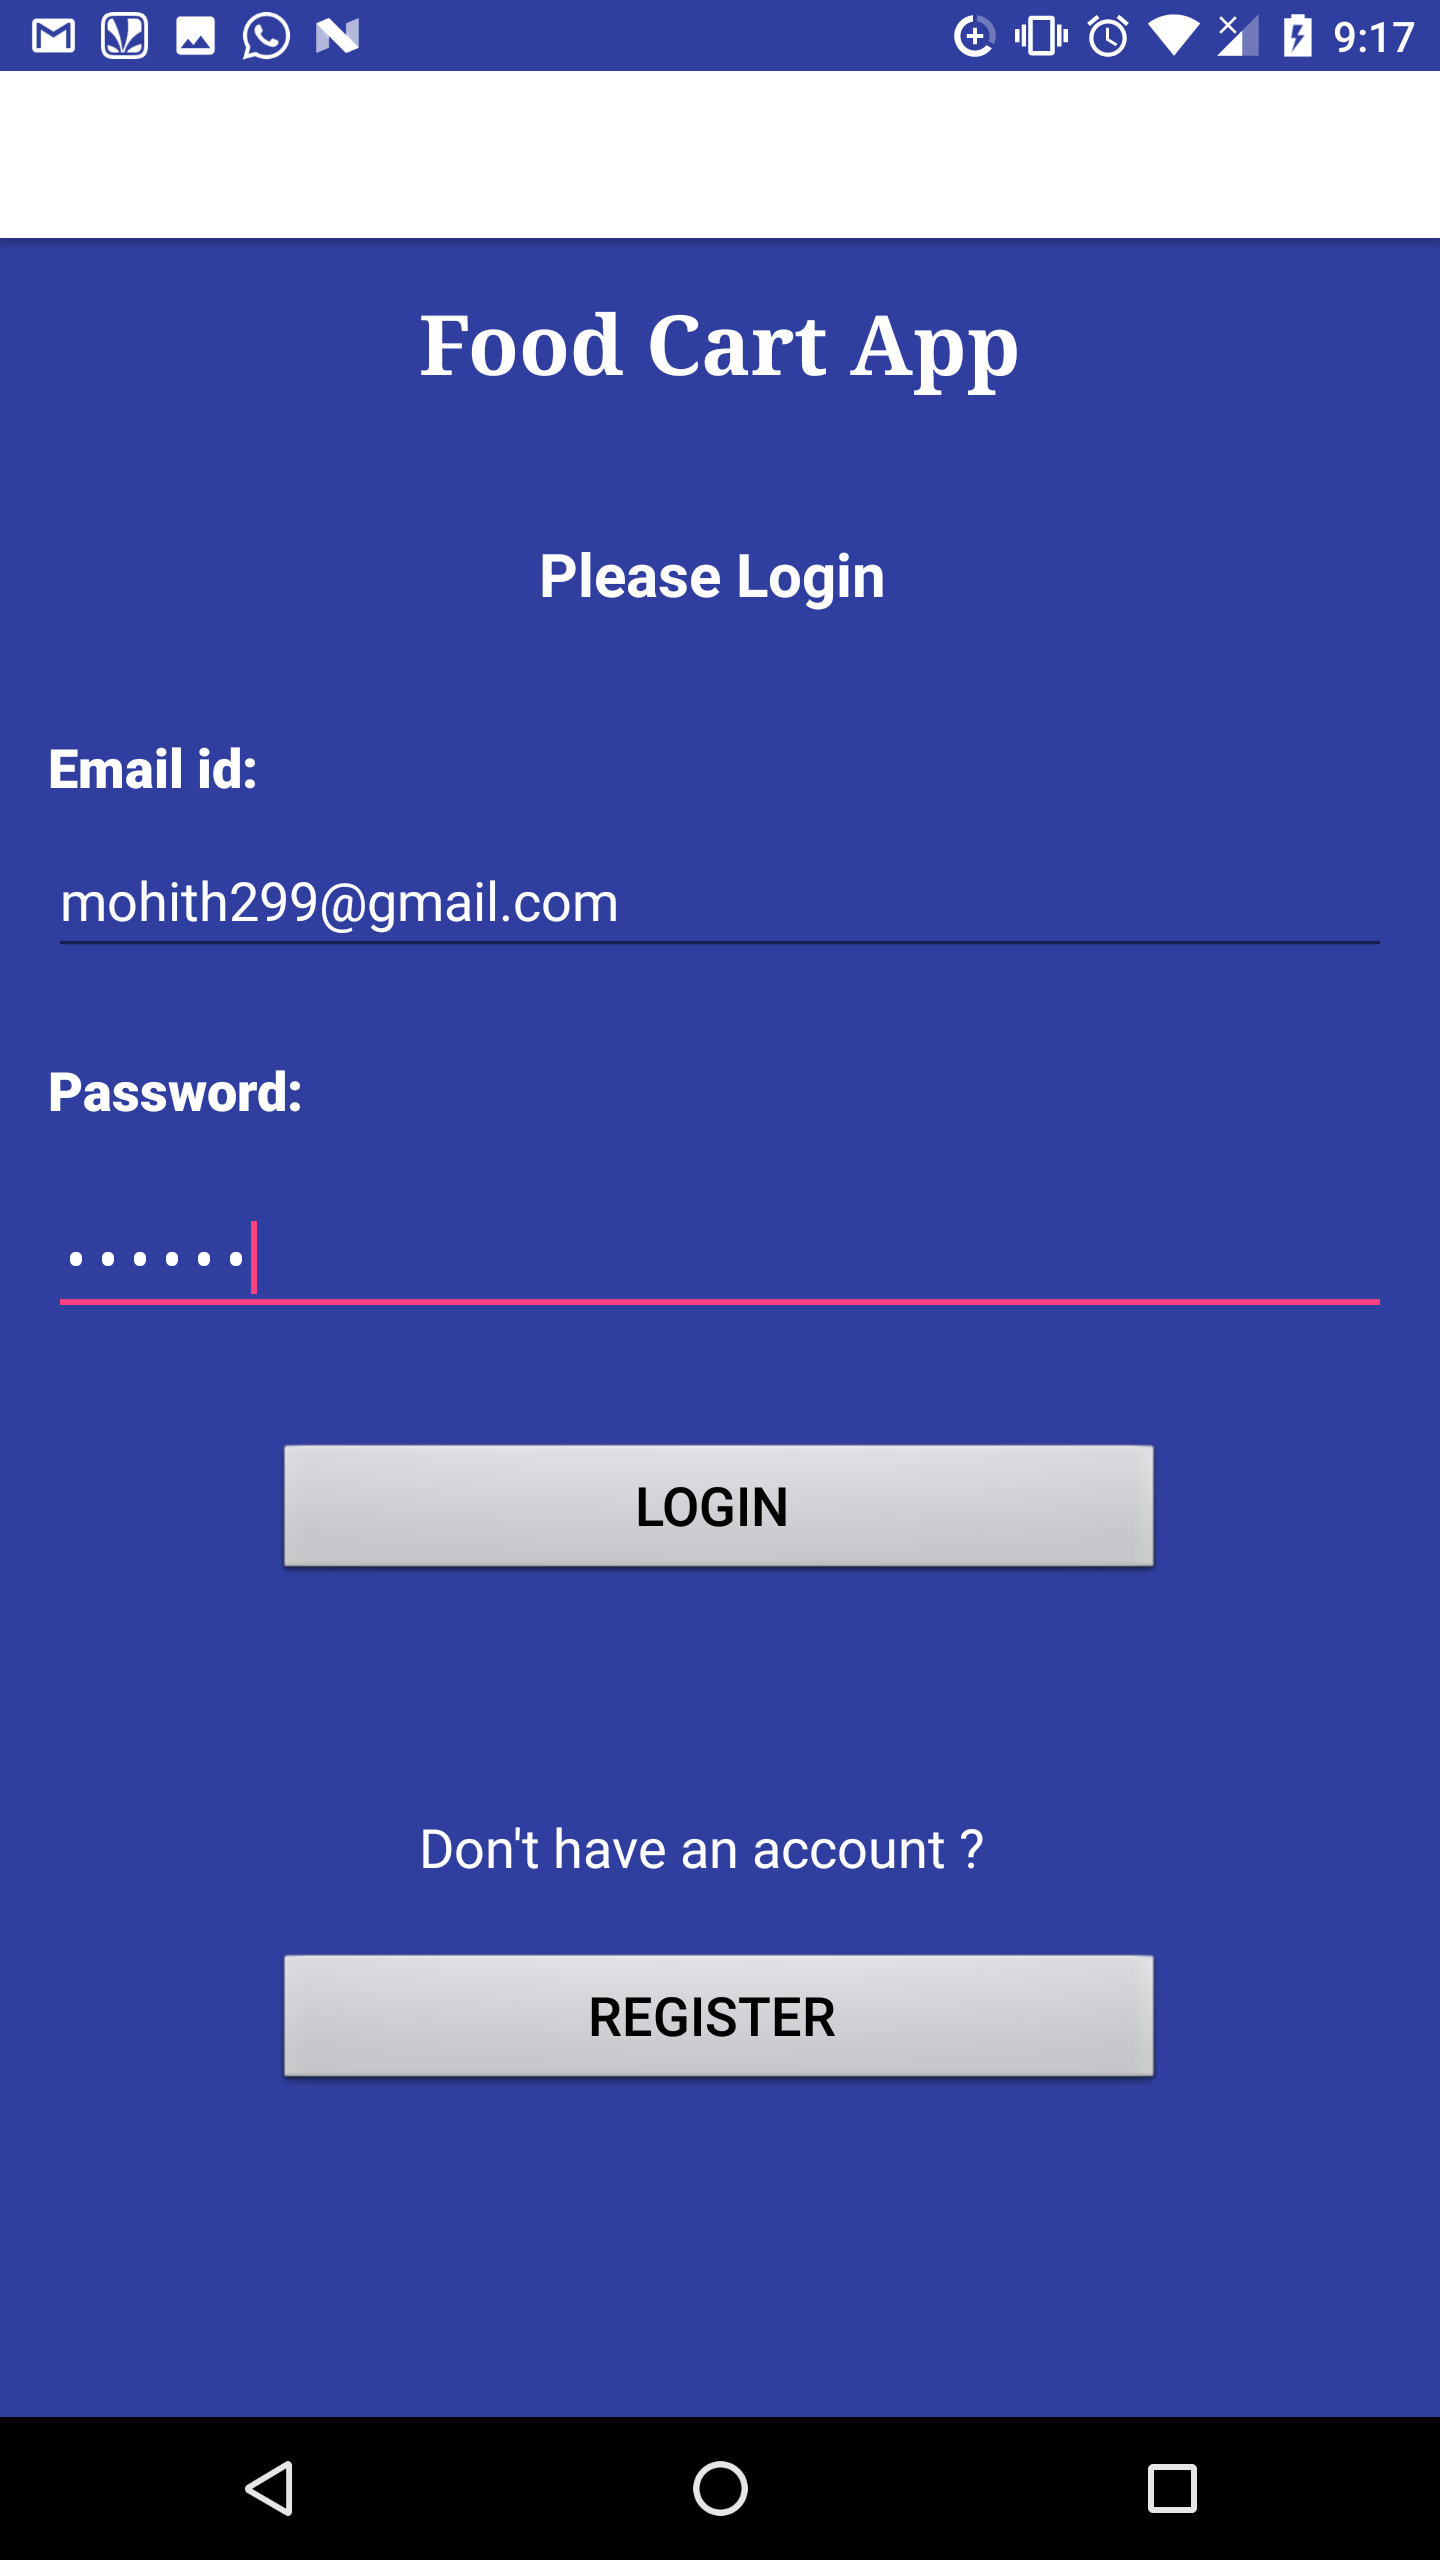 9:17
Food Cart App
Please Login
Email id:
mohith299@gmail.com
Password:
••••••
LOGIN
Don't have an account ?
REGISTER